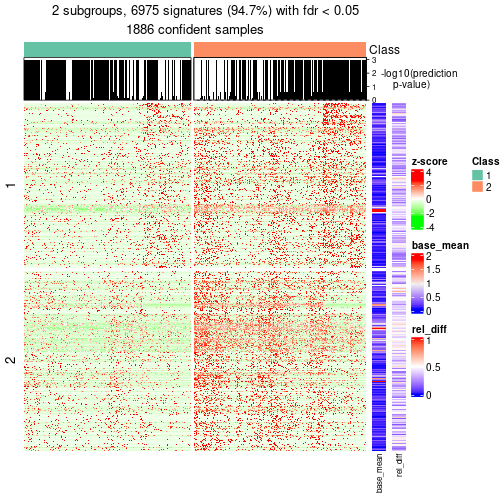 2 subgroups, 6975 signatures (94.7%) with fdr < 0.05
1886 confident samples
Class
3
2
1
0
-log10(prediction
p-value)
1
2
z-score
4
2
0
-2
-4
Class
1
2
base_mean
2
1.5
1
0.5
0
rel_diff
1
0.5
0
base_mean
rel_diff